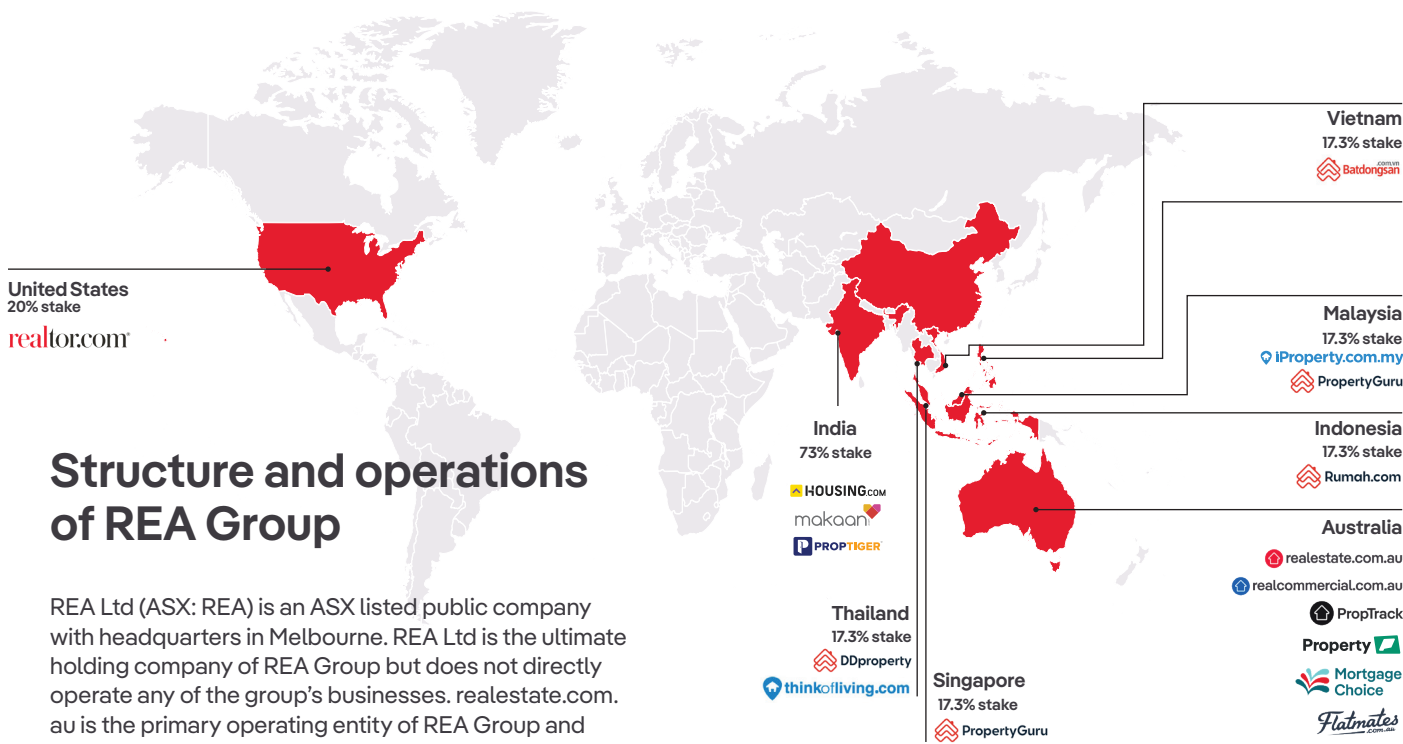 Vietnam
17.3% stake
Batdongsan
.com.vn
United States
20% stake
realtor.com®
Malaysia
17.3% stake
iProperty.com.my
PropertyGuru
India
73% stake
HOUSING.COM
makaan
PROPTIGER
Indonesia
17.3% stake
Rumah.com
Structure and operations
of REA Group
Australia
realestate.com.au
realcommercial.com.au
PropTrack
Property
Mortgage
Choice
Flatmates
.com.au
REA Ltd (ASX: REA) is an ASX listed public company
with headquarters in Melbourne. REA Ltd is the ultimate
holding company of REA Group but does not directly
operate any of the group's businesses. realestate.com.
au is the primary operating entity of REA Group and
Thailand
17.3% stake
DDproperty
thinkofliving.com
Singapore
17.3% stake
PropertyGuru